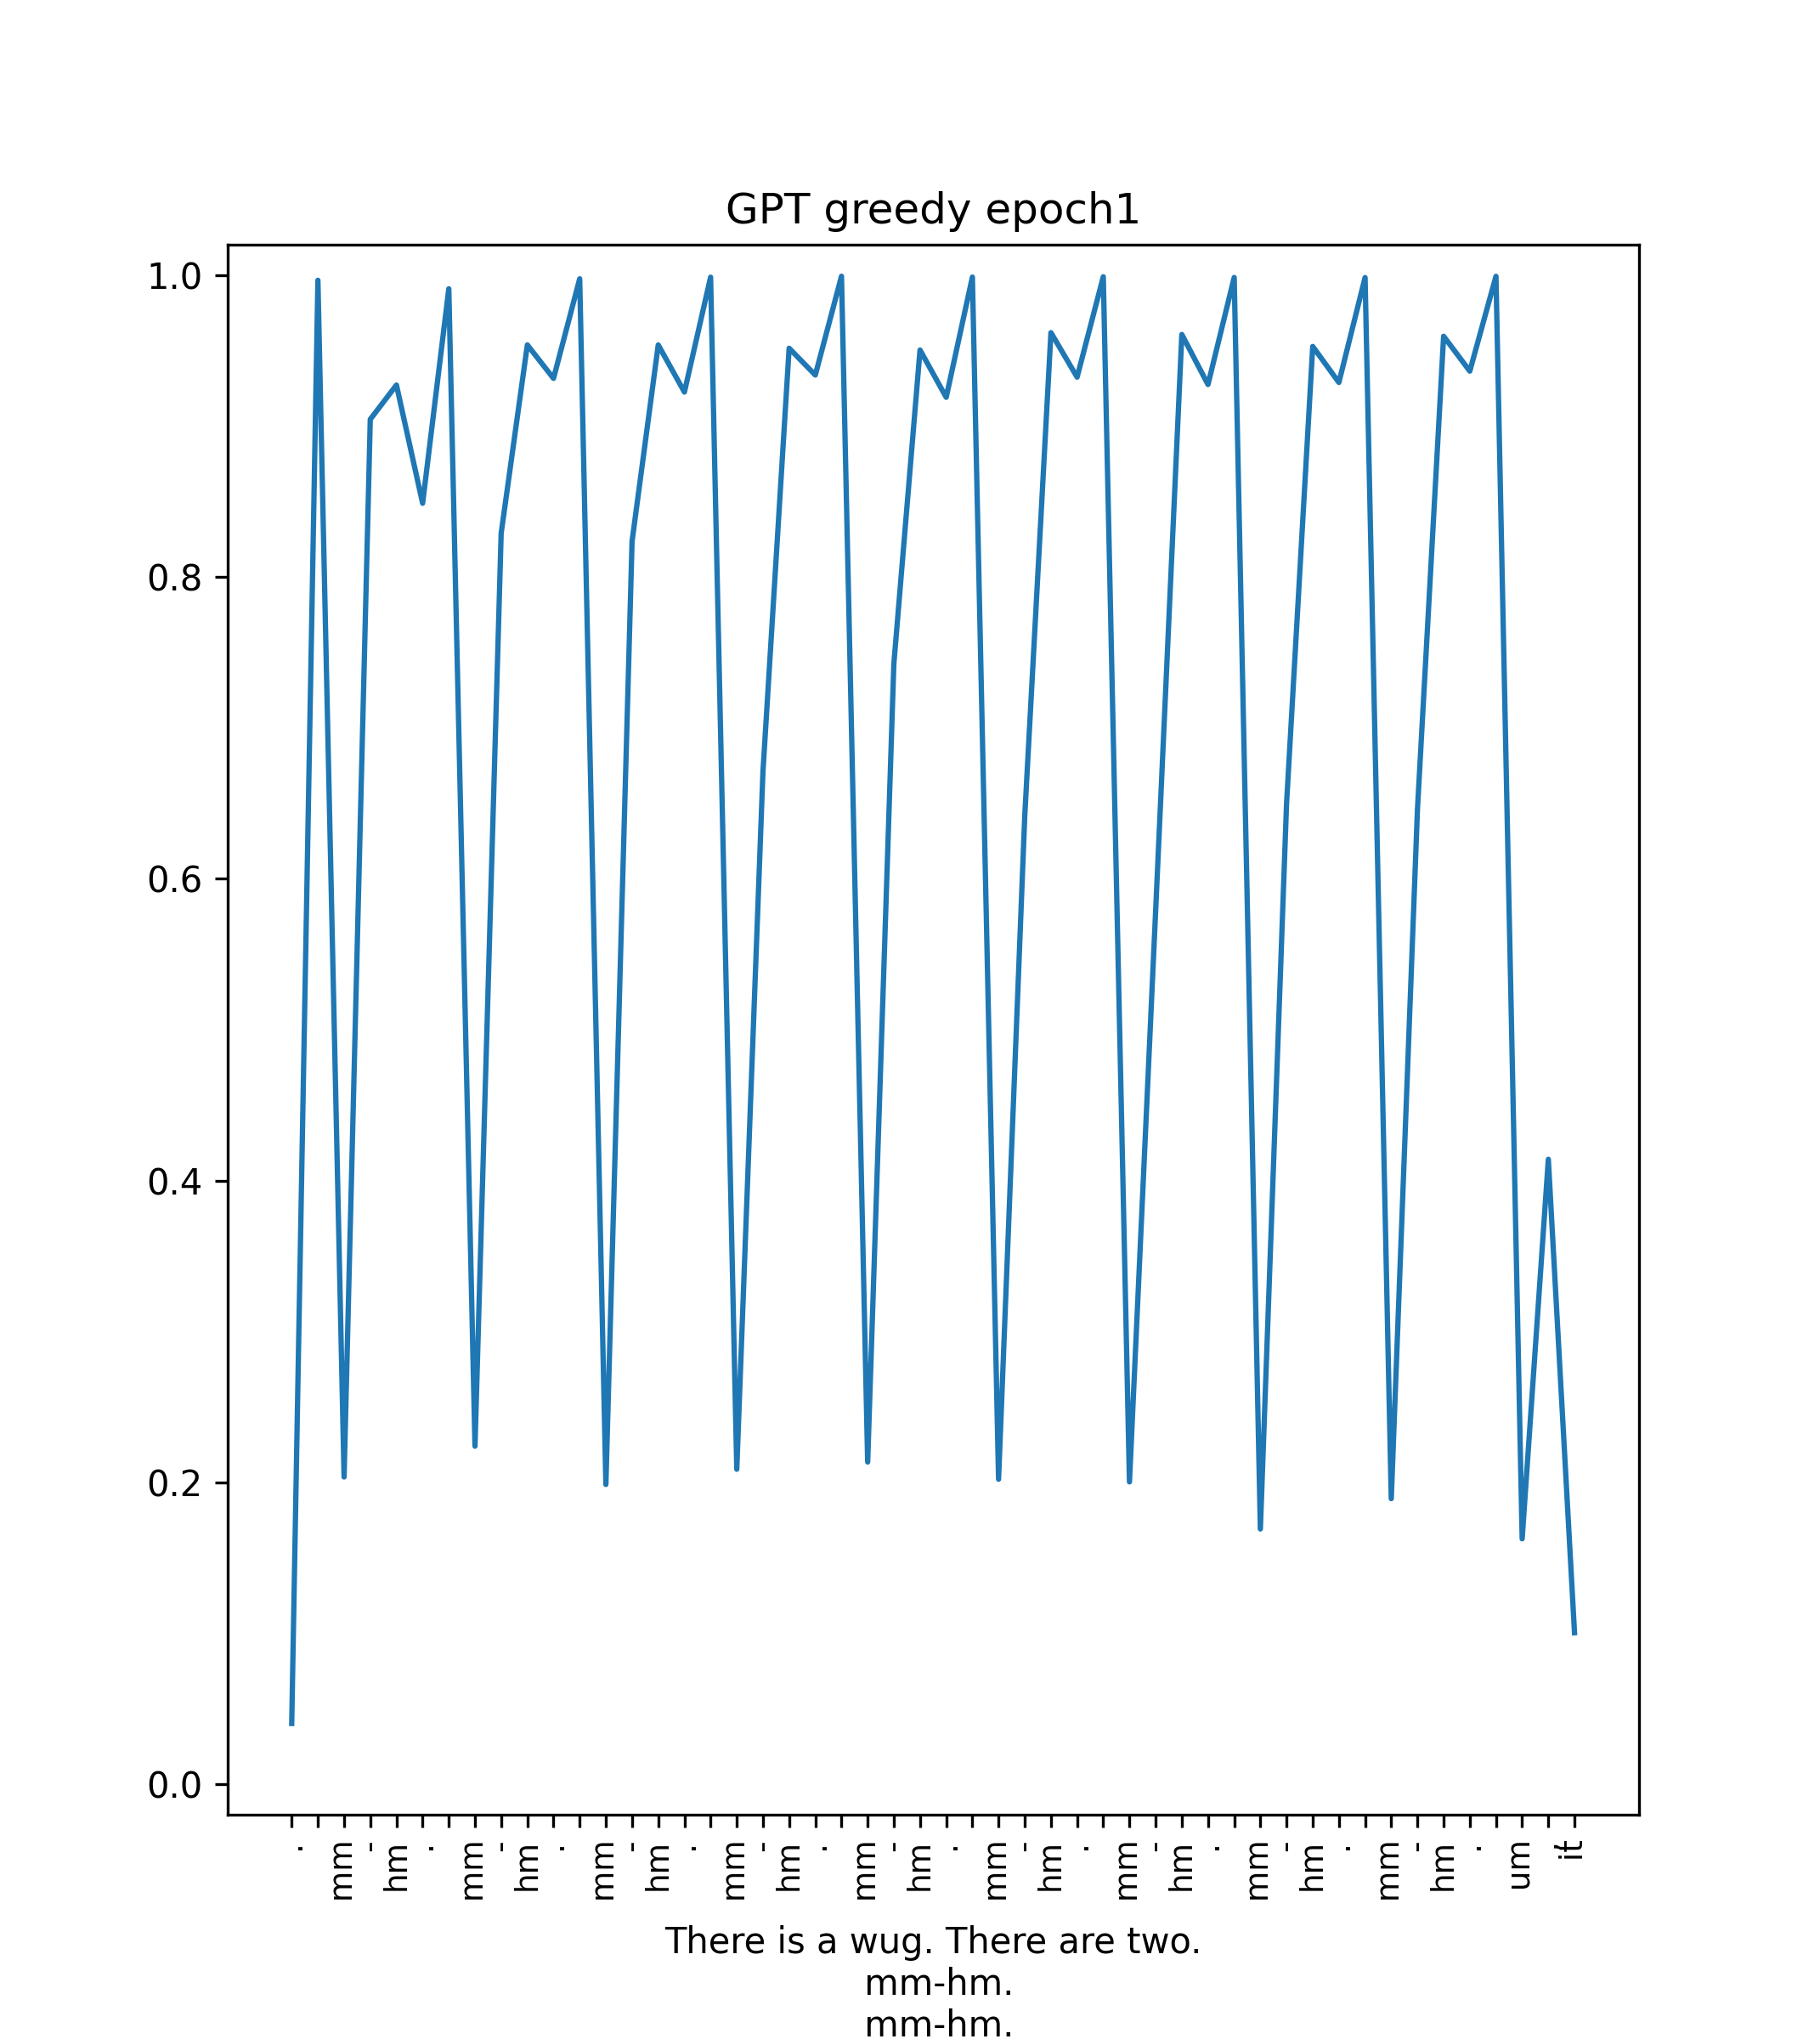 GPT greedy epoch1
1.0
0.8
0.6
0.4
0.2
0.0
. mm - hm . mm - hm . mm - hm . mm - hm . mm - hm . mm - hm . mm - hm . mm - hm . mm - hm . um , it
There is a wug. There are two.
mm-hm.
mm-hm.